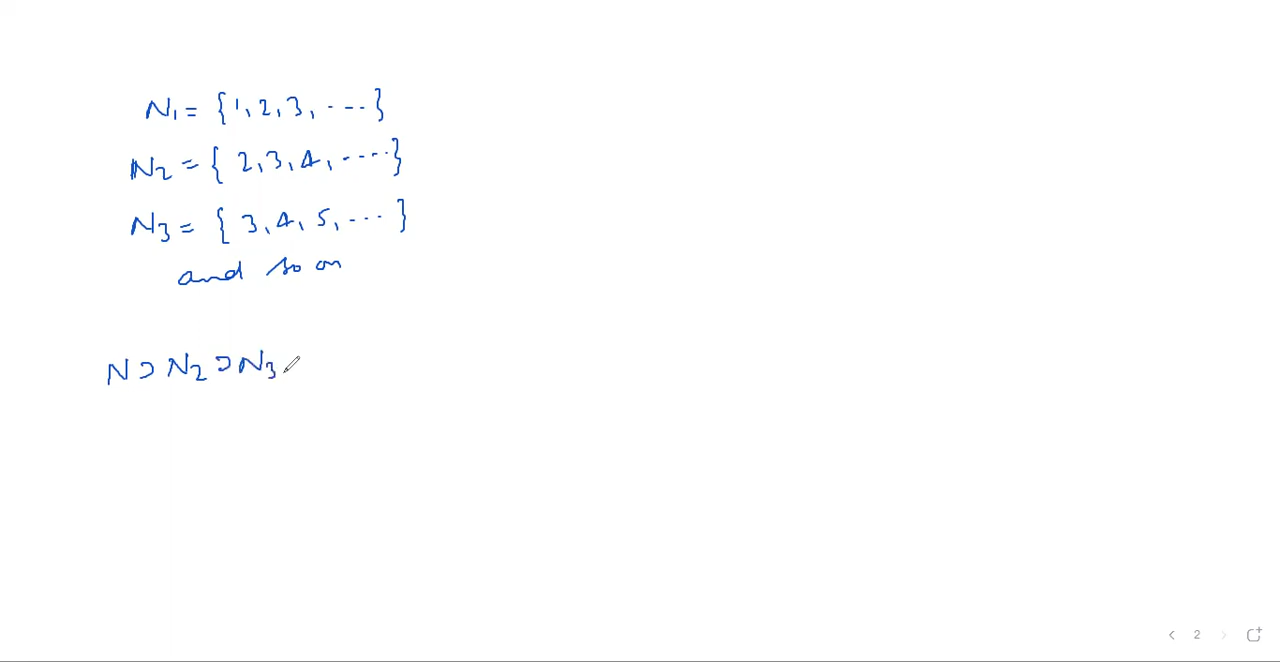 N₁ = {1, 2, 3, ....}
N₂ = { 2, 3, 4, .....}
N₃ = { 3, 4, 5, ... }
and so on
N ⊃ N₂ ⊃ N₃
2